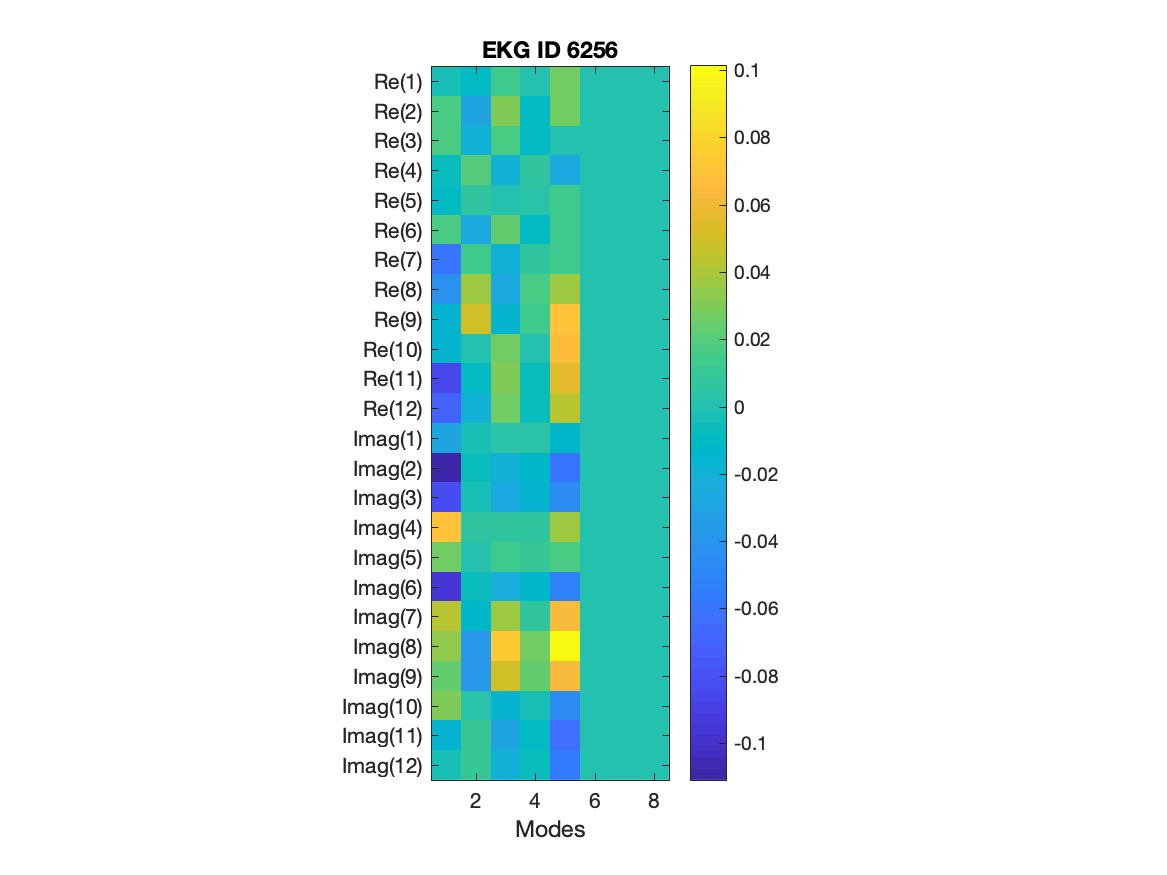 EKG ID 6256
Re(1)
Re(2)
Re(3)
Re(4)
Re(5)
Re(6)
Re(7)
Re(8)
Re(9)
Re(10)
Re(11)
Re(12)
Imag(1)
Imag(2)
Imag(3)
Imag(4)
Imag(5)
Imag(6)
Imag(7)
Imag(8)
Imag(9)
Imag(10)
Imag(11)
Imag(12)
2 4 6 8
Modes
0.1
0.08
0.06
0.04
0.02
0
-0.02
-0.04
-0.06
-0.08
-0.1